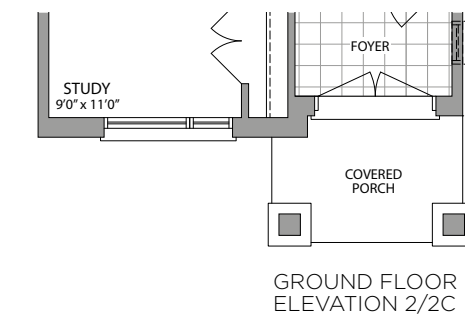 FOYER
STUDY
9'0" x 11'0"
COVERED
PORCH
GROUND FLOOR
ELEVATION 2/2C